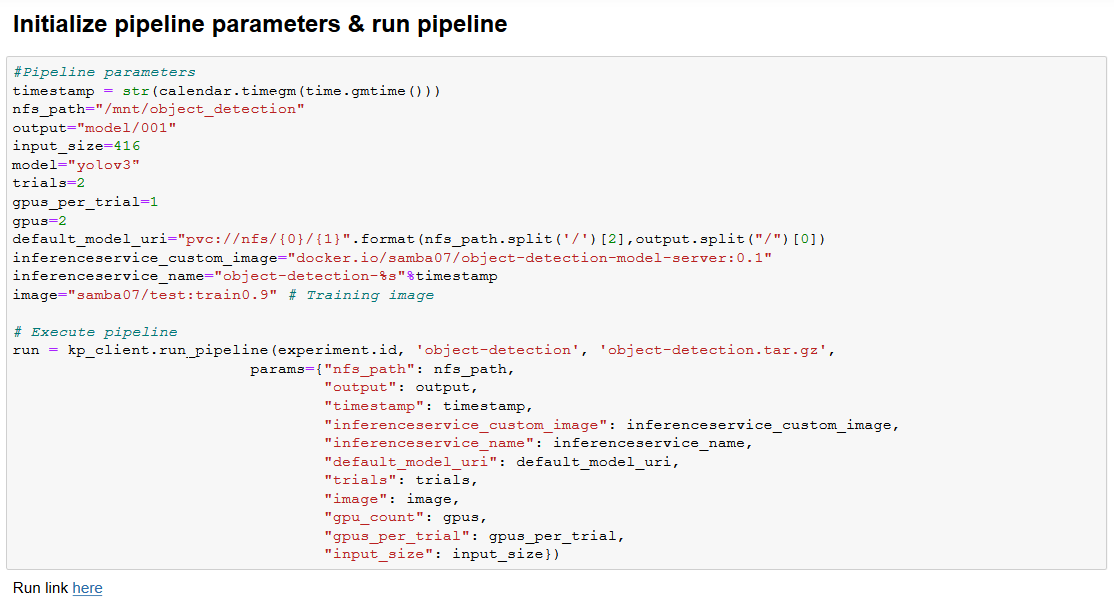 Initialize pipeline parameters & run pipeline
#Pipeline parameters
timestamp = str(calendar.timegm(time.gmtime()))
nfs_path="/mnt/object_detection"
output="model/001"
input_size=416
model="yolov3"
trials=2
gpus_per_trial=1
gpus=2
default_model_uri="pvc://nfs/{0}/{1}".format(nfs_path.split('/')[2],output.split("/")[0])
inferenceservice_custom_image="docker.io/samba07/object-detection-model-server:0.1"
inferenceservice_name="object-detection-%s"%timestamp
image="samba07/test:train0.9" # Training image

# Execute pipeline
run = kp_client.run_pipeline(experiment.id, 'object-detection', 'object-detection.tar.gz',
                          params={"nfs_path": nfs_path,
                                  "output": output,
                                  "timestamp": timestamp,
                                  "inferenceservice_custom_image": inferenceservice_custom_image,
                                  "inferenceservice_name": inferenceservice_name,
                                  "default_model_uri": default_model_uri,
                                  "trials": trials,
                                  "image": image,
                                  "gpu_count": gpus,
                                  "gpus_per_trial": gpus_per_trial,
                                  "input_size": input_size})
Run link here